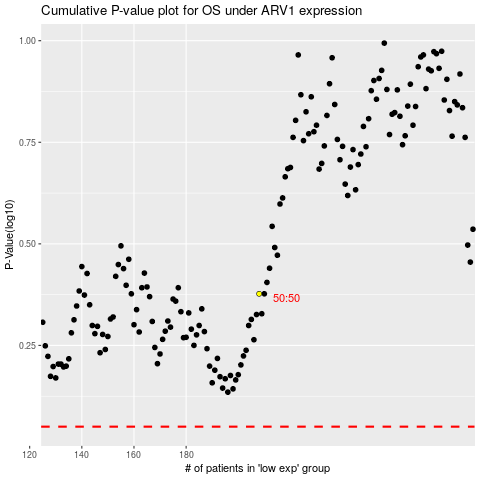 Cumulative P-value plot for OS under ARV1 expression
P-Value(log10)
1.00
0.75
0.50
0.25
50:50
120 140 160 180
# of patients in 'low exp' group